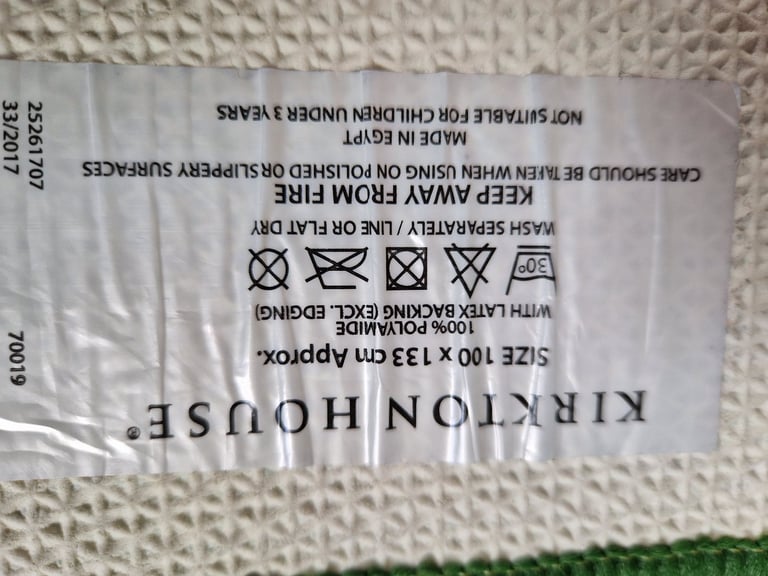 KIRKTON HOUSE®
SIZE 100 x 133 cm Approx.
100% POLYAMIDE
WITH LATEX BACKING (EXCL. EDGING)
30°
WASH SEPARATELY / LINE OR FLAT DRY
KEEP AWAY FROM FIRE
CARE SHOULD BE TAKEN WHEN USING ON POLISHED OR SLIPPERY SURFACES
MADE IN EGYPT
NOT SUITABLE FOR CHILDREN UNDER 3 YEARS
25261707
33/2017
70019